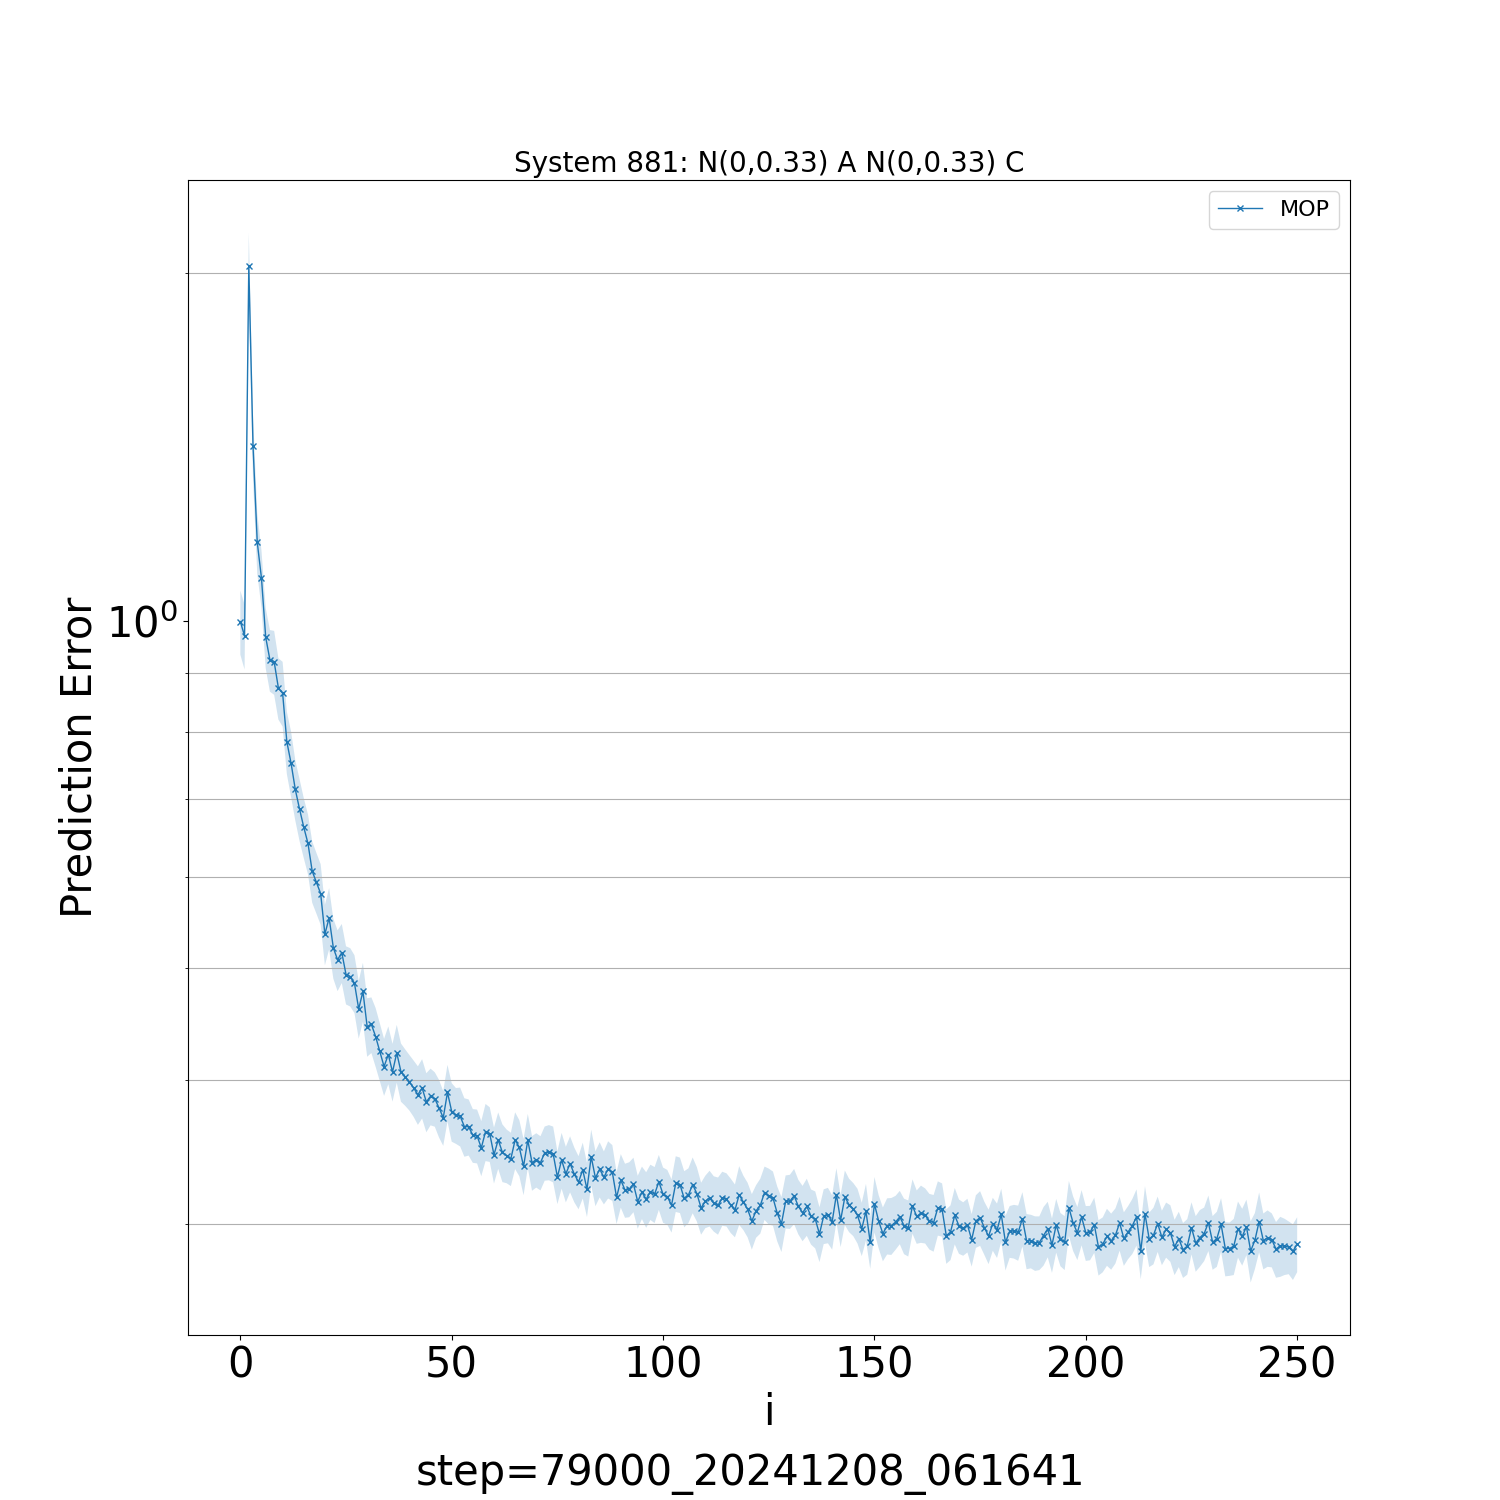 System 881: N(0,0.33) A N(0,0.33) C
MOP
Prediction Error
10⁰
0 50 100 150 200 250
i
step=79000_20241208_061641